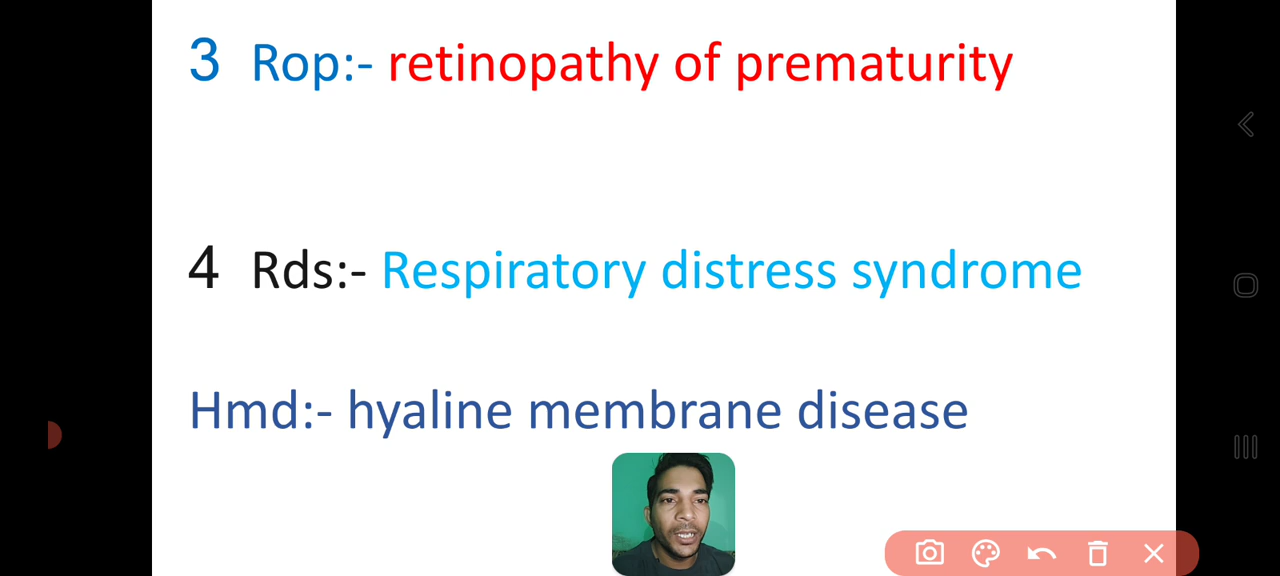 3 Rop:- retinopathy of prematurity
4 Rds:- Respiratory distress syndrome
Hmd:- hyaline membrane disease